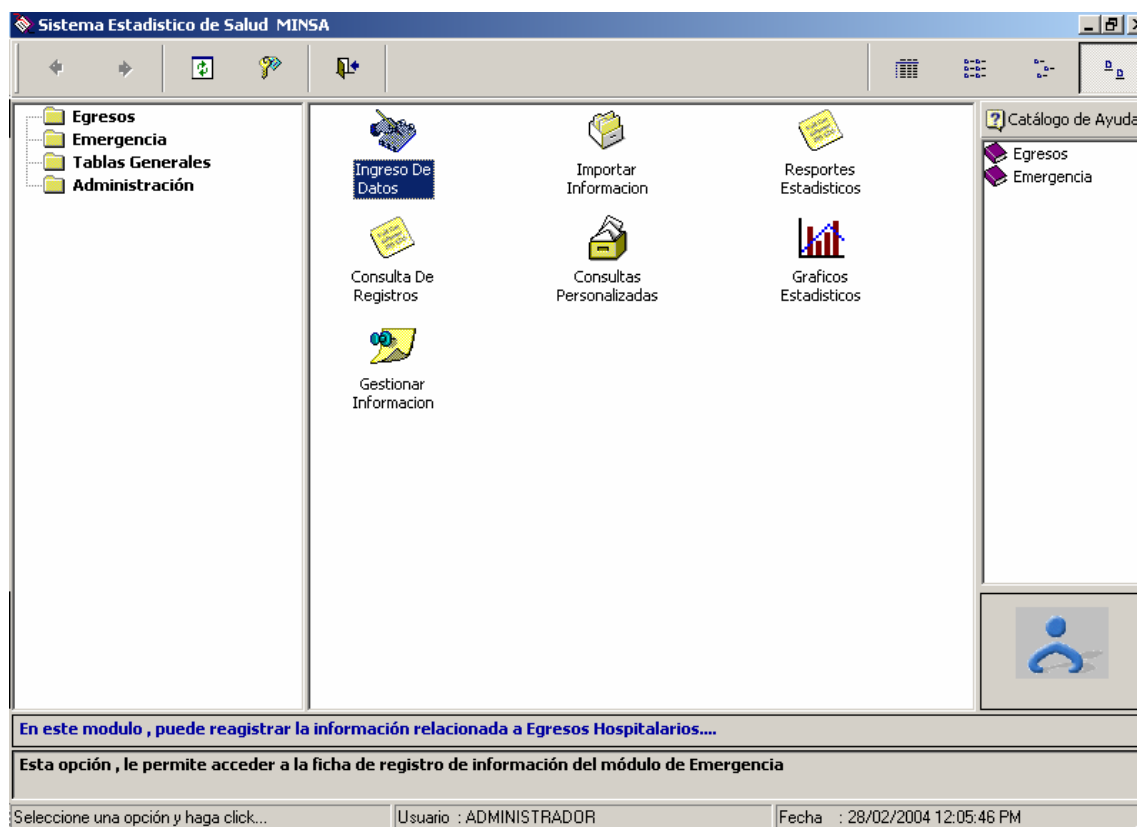 Sistema Estadistico de Salud MINSA
Egresos
Emergencia
Tablas Generales
Administración
Ingreso De
Datos
Importar
Informacion
Resportes
Estadisticos
Consulta De
Registros
Consultas
Personalizadas
Graficos
Estadisticos
Gestionar
Informacion
Catálogo de Ayuda
Egresos
Emergencia
En este modulo , puede reagistrar la información relacionada a Egresos Hospitalarios....
Esta opción , le permite acceder a la ficha de registro de información del módulo de Emergencia
Seleccione una opción y haga click...
Usuario : ADMINISTRADOR
Fecha : 28/02/2004 12:05:46 PM